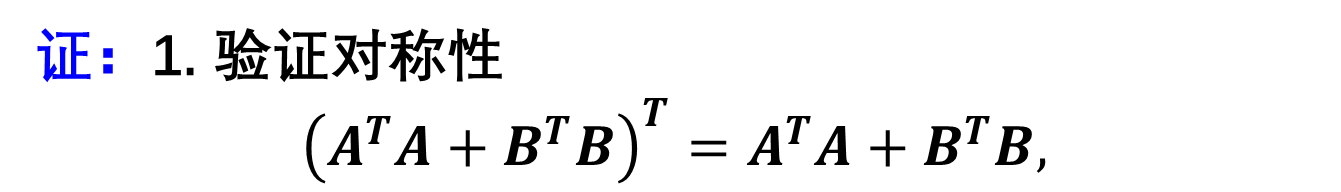 证：1. 验证对称性
(AᵀA + BᵀB)ᵀ = AᵀA + BᵀB,